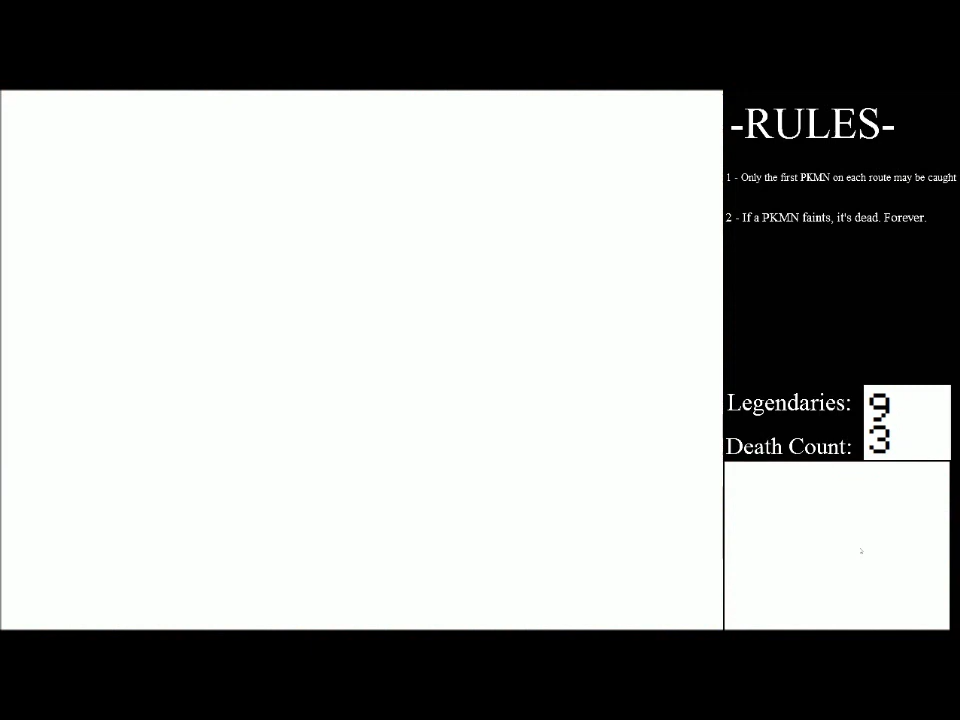 -RULES-
1 - Only the first PKMN on each route may be caught
2 - If a PKMN faints, it's dead. Forever.
Legendaries: 9
Death Count: 3